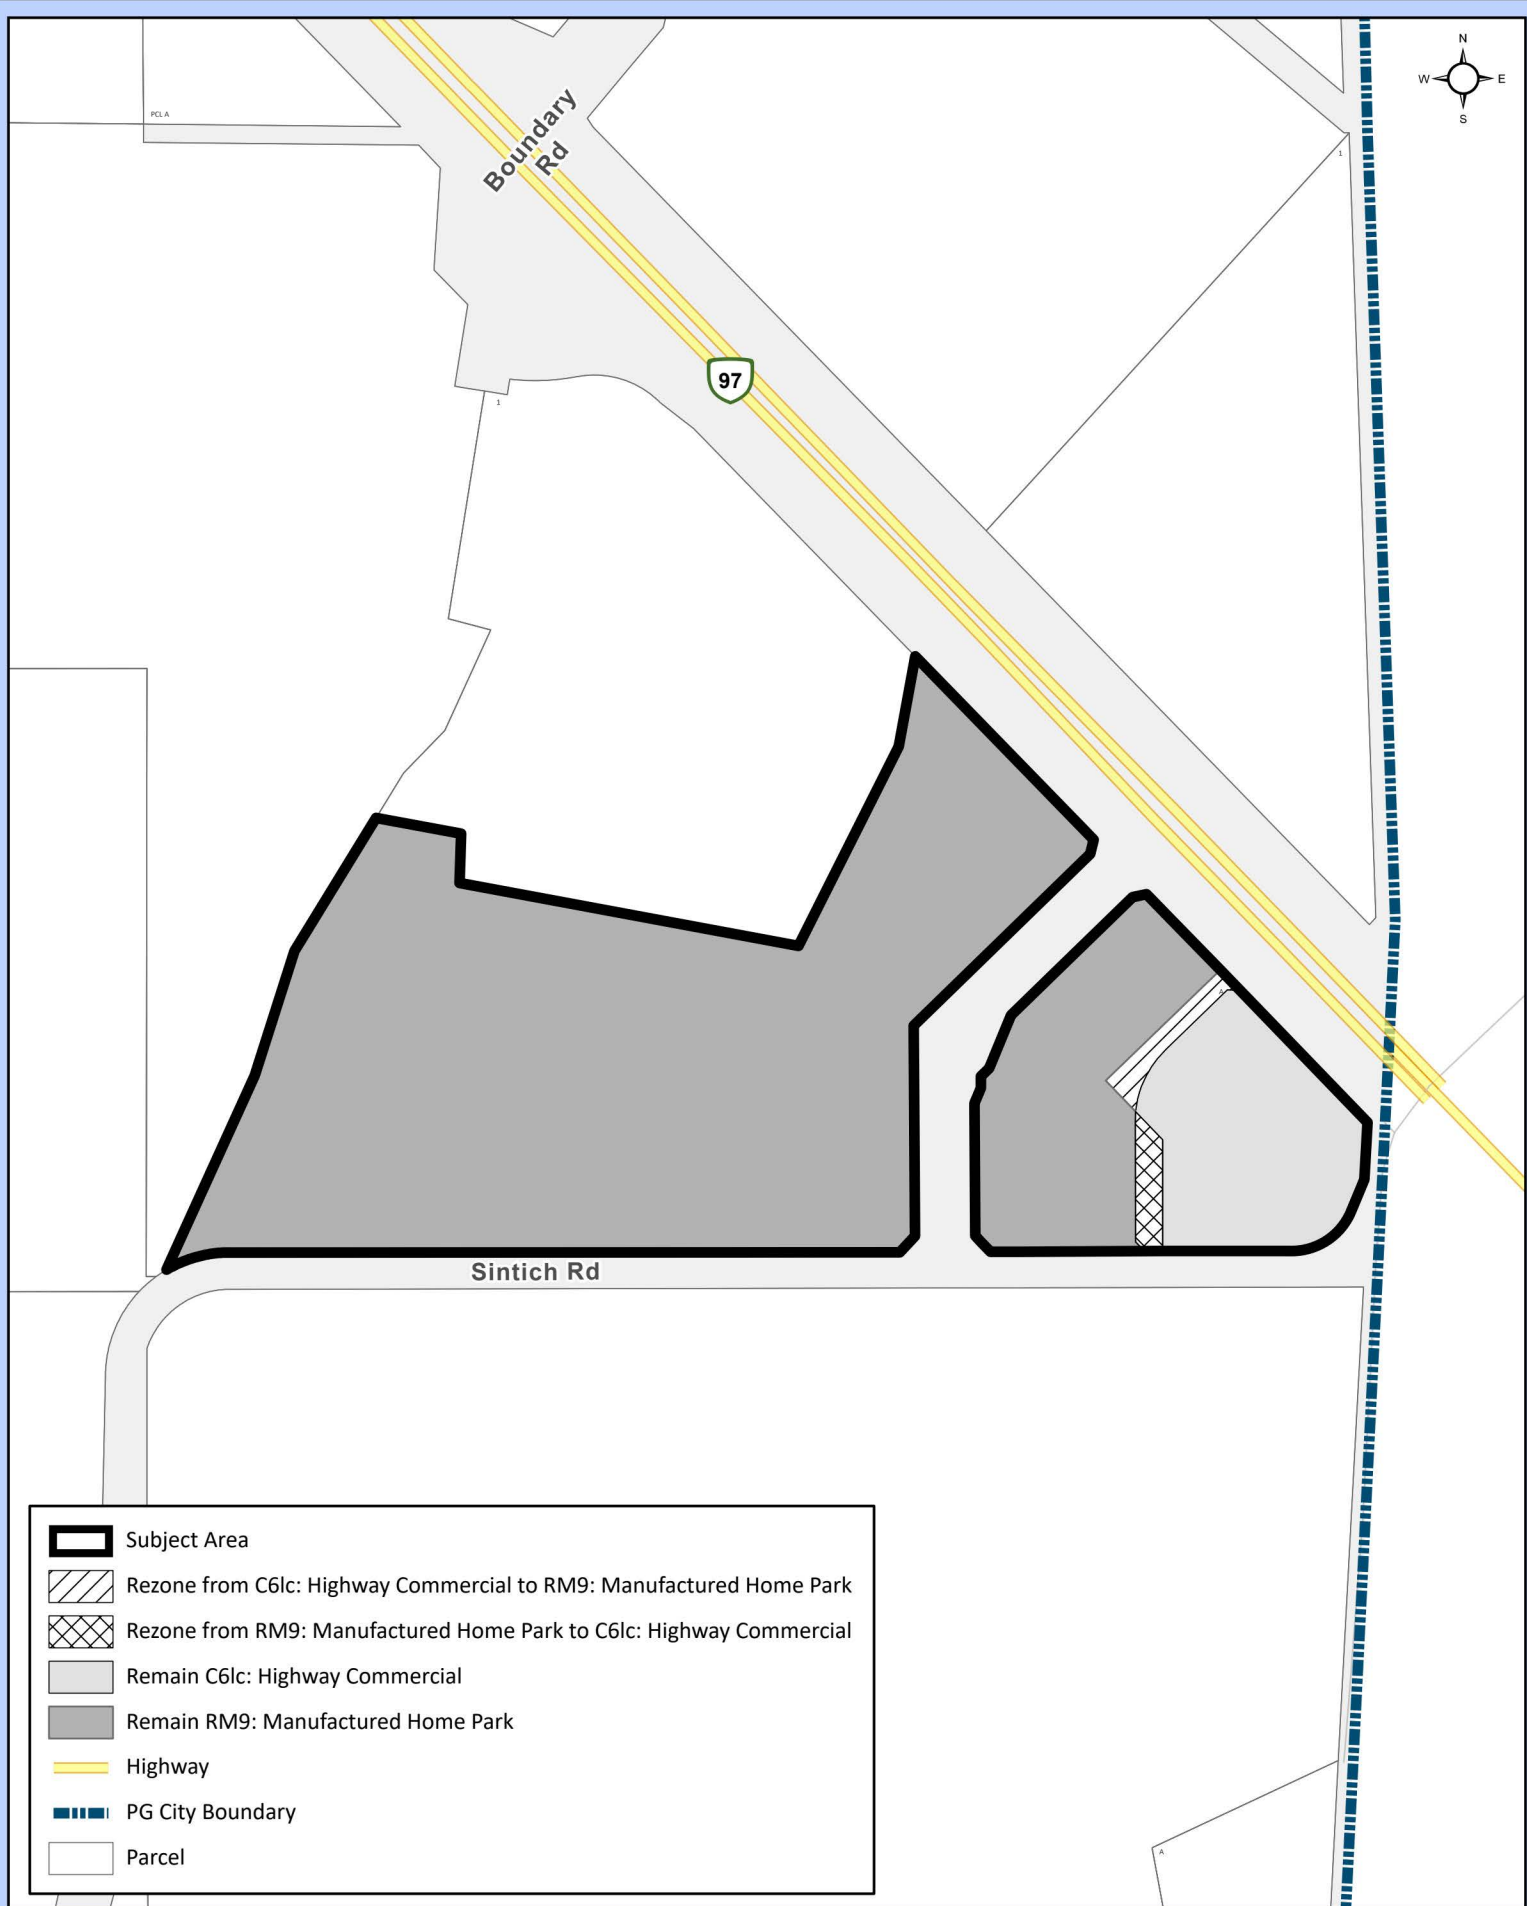 N
W E
S
PCL A
Boundary
Rd
1
97
1
A
Sintich Rd
Subject Area
Rezone from C6lc: Highway Commercial to RM9: Manufactured Home Park
Rezone from RM9: Manufactured Home Park to C6lc: Highway Commercial
Remain C6lc: Highway Commercial
Remain RM9: Manufactured Home Park
Highway
PG City Boundary
Parcel
A